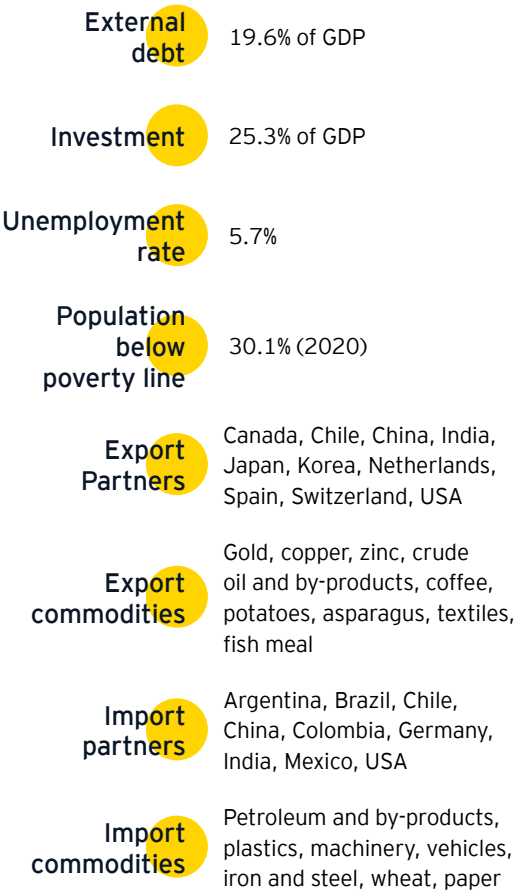 External
debt
19.6% of GDP
Investment
25.3% of GDP
Unemployment
rate
5.7%
Population
below
poverty line
30.1% (2020)
Export
Partners
Canada, Chile, China, India,
Japan, Korea, Netherlands,
Spain, Switzerland, USA
Export
commodities
Gold, copper, zinc, crude
oil and by-products, coffee,
potatoes, asparagus, textiles,
fish meal
Import
partners
Argentina, Brazil, Chile,
China, Colombia, Germany,
India, Mexico, USA
Import
commodities
Petroleum and by-products,
plastics, machinery, vehicles,
iron and steel, wheat, paper